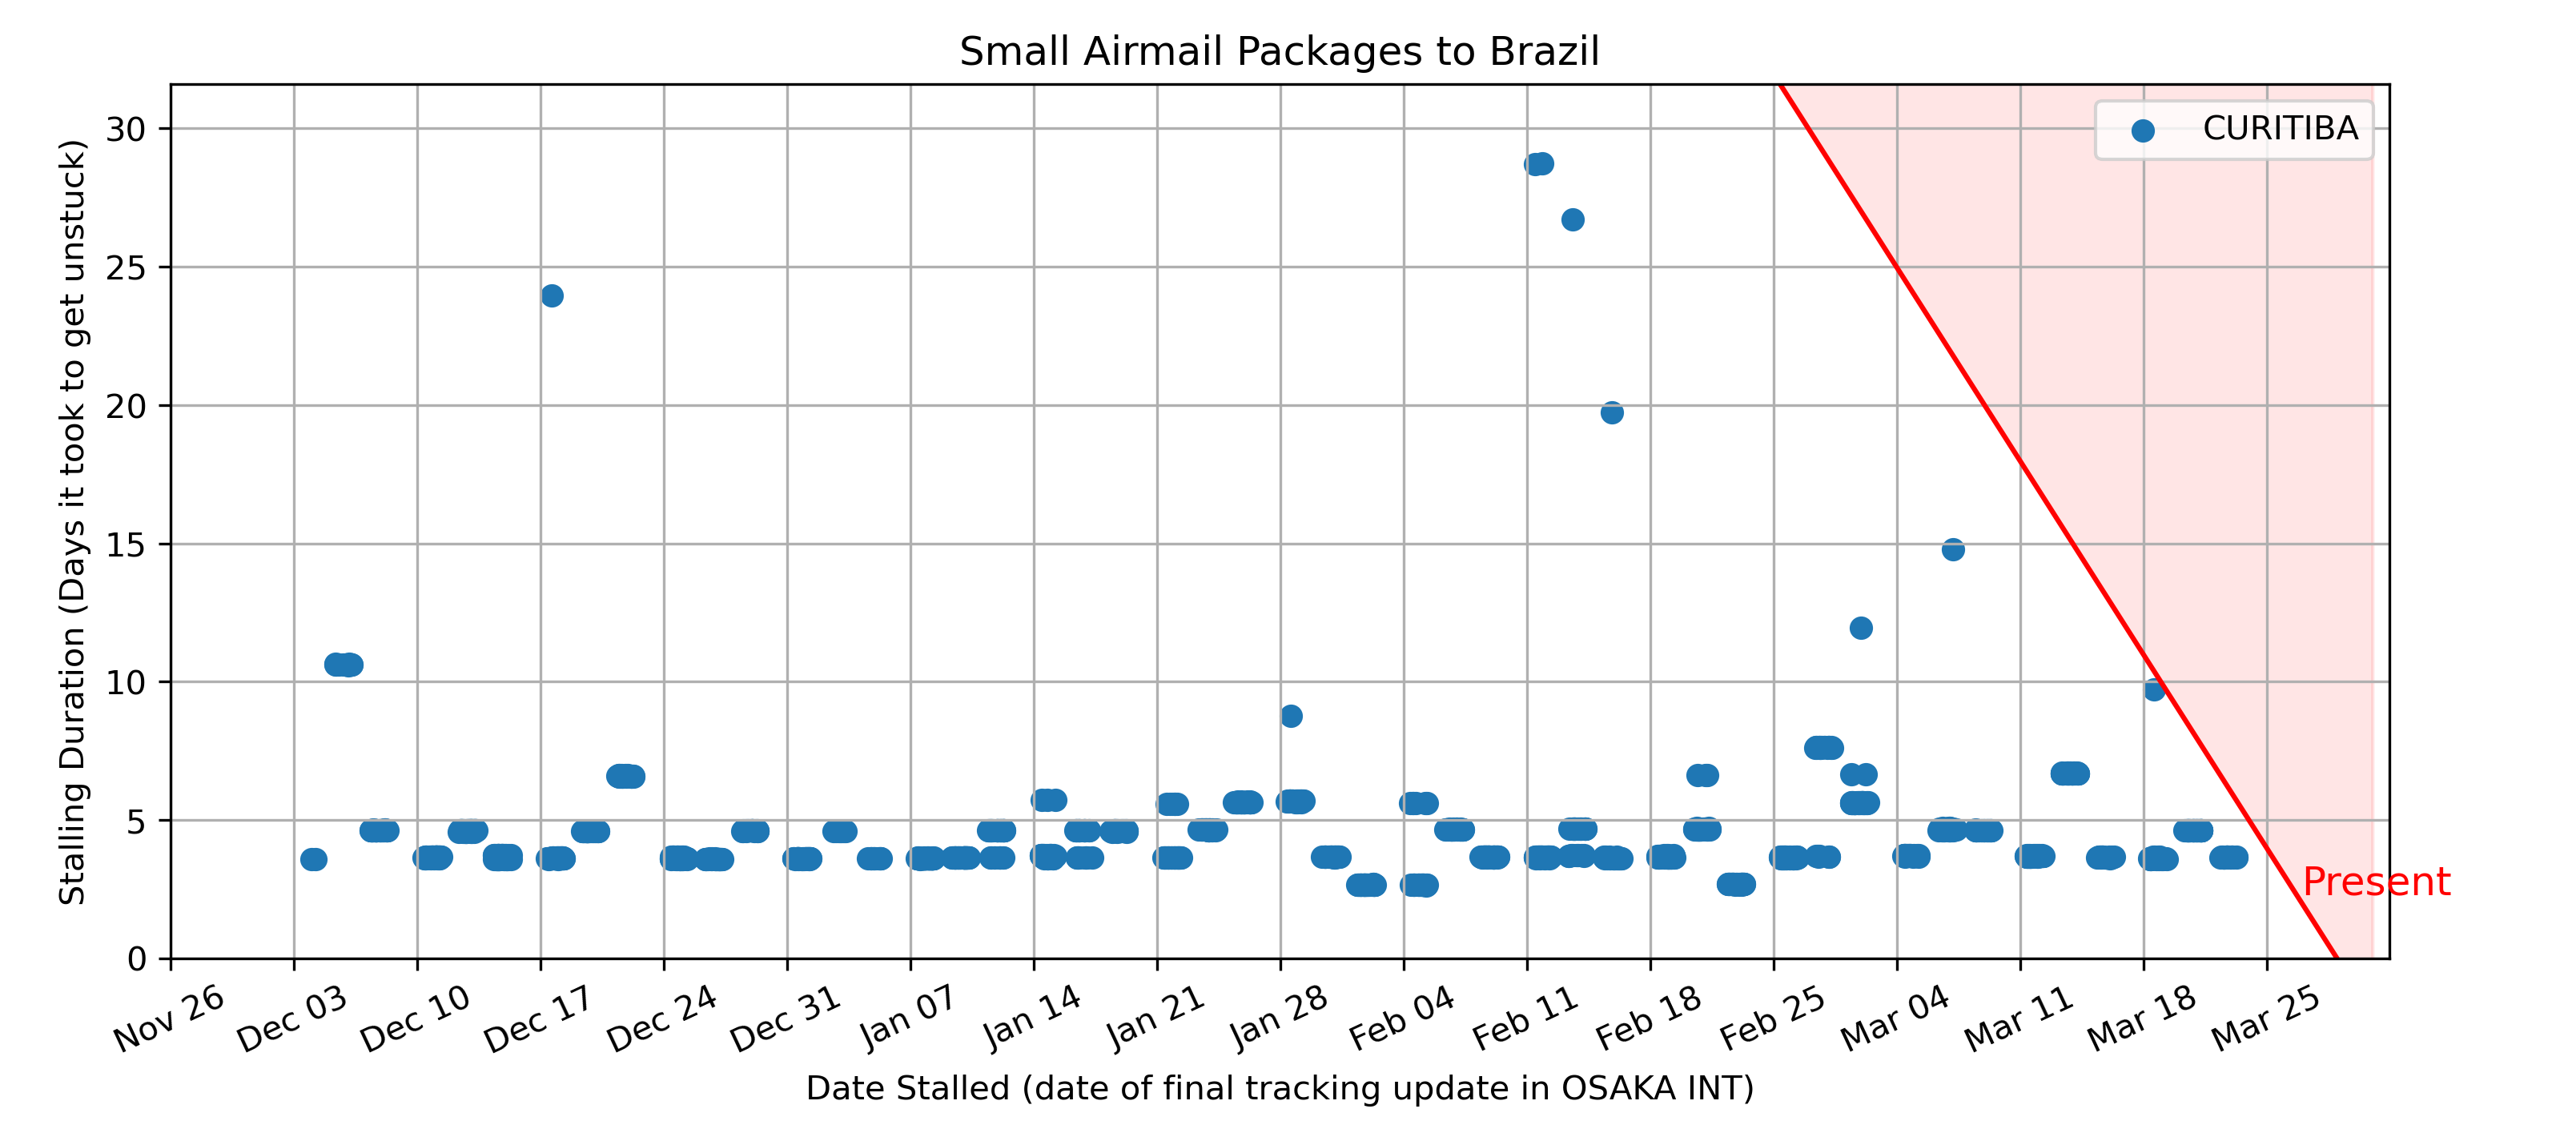 Small Airmail Packages to Brazil
CURITIBA
Stalling Duration (Days it took to get unstuck)
30
25
20
15
10
5
0
Present
Nov 26
Dec 03
Dec 10
Dec 17
Dec 24
Dec 31
Jan 07
Jan 14
Jan 21
Jan 28
Feb 04
Feb 11
Feb 18
Feb 25
Mar 04
Mar 11
Mar 18
Mar 25
Date Stalled (date of final tracking update in OSAKA INT)